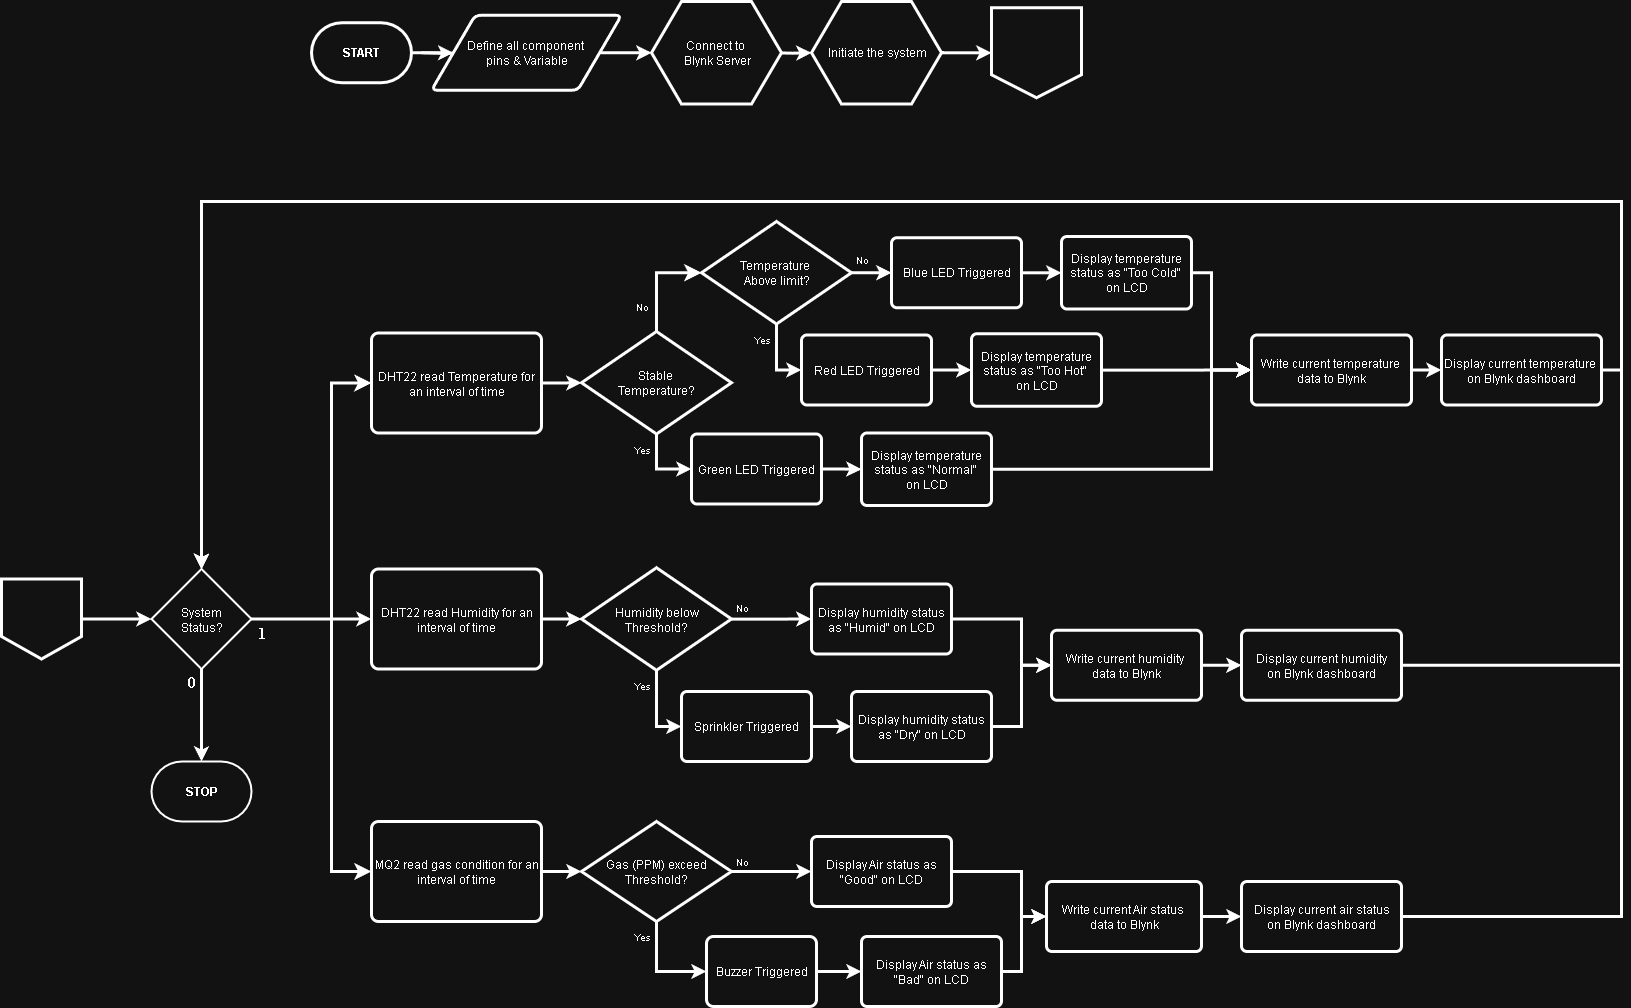 START
Define all component
pins & Variable
Connect to
Blynk Server
Initiate the system
Temperature
Above limit?
No
Blue LED Triggered
Display temperature
status as "Too Cold"
on LCD
No
Yes
DHT22 read Temperature for
an interval of time
Stable
Temperature?
Red LED Triggered
Display temperature
status as "Too Hot"
on LCD
Write current temperature
data to Blynk
Display current temperature
on Blynk dashboard
Yes
Green LED Triggered
Display temperature
status as "Normal"
on LCD
System
Status?
1
0
STOP
DHT22 read Humidity for an
interval of time
Humidity below
Threshold?
No
Display humidity status
as "Humid" on LCD
Write current humidity
data to Blynk
Display current humidity
on Blynk dashboard
Yes
Sprinkler Triggered
Display humidity status
as "Dry" on LCD
MQ2 read gas condition for an
interval of time
Gas (PPM) exceed
Threshold?
No
Display Air status as
"Good" on LCD
Write current Air status
data to Blynk
Display current air status
on Blynk dashboard
Yes
Buzzer Triggered
Display Air status as
"Bad" on LCD